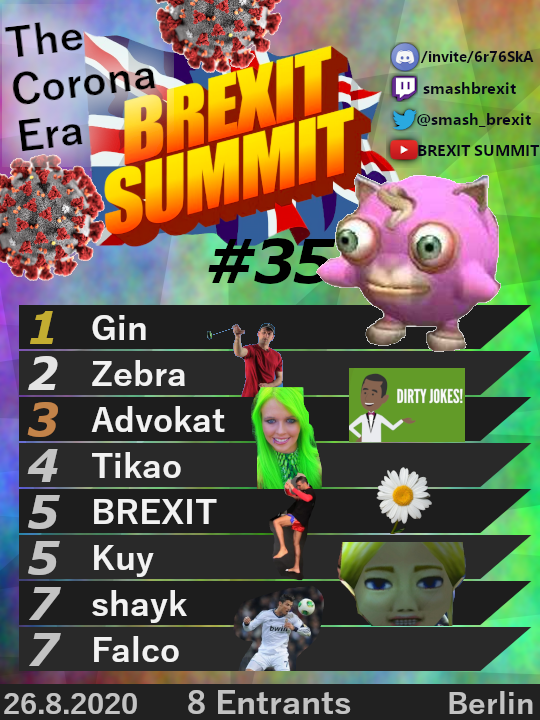 The
Corona
Era
BREXIT
SUMMIT
/invite/6r76SkA
smashbrexit
@smash_brexit
BREXIT SUMMIT
#35
1 Gin
2 Zebra
DIRTY JOKES!
3 Advokat
4 Tikao
5 BREXIT
5 Kuy
7 shayk
bwin
7 Falco
26.8.2020 8 Entrants Berlin